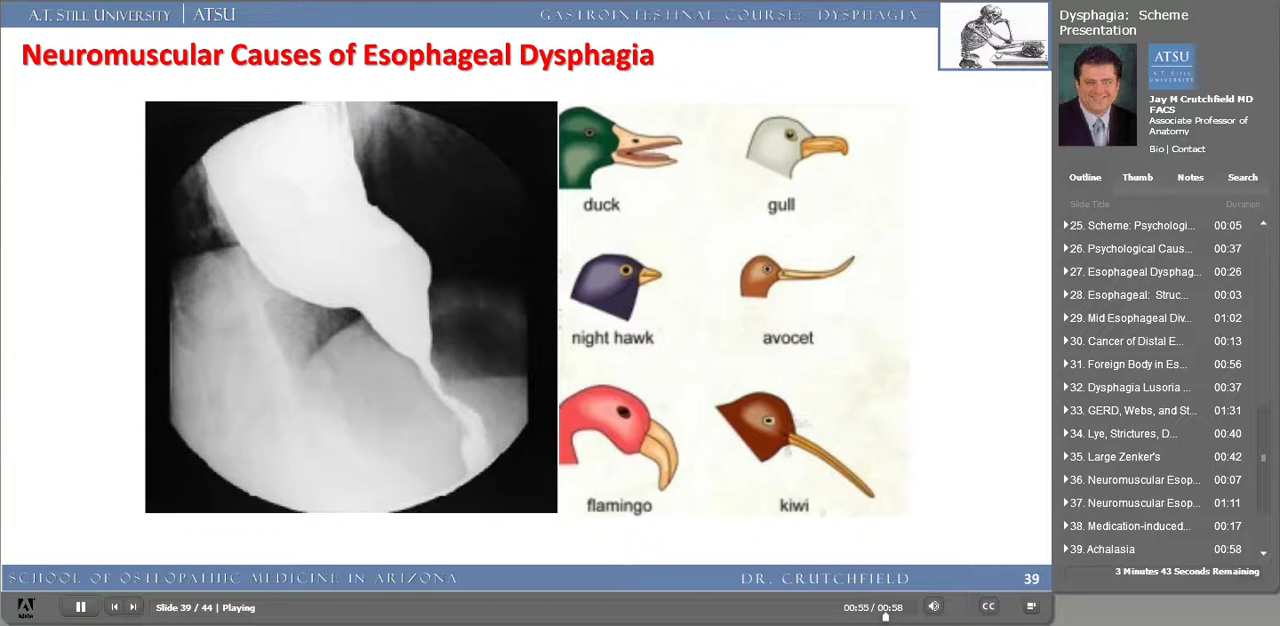 A.T. STILL UNIVERSITY | ATSU
GASTROINTESTINAL COURSE: DYSPHAGIA
Neuromuscular Causes of Esophageal Dysphagia
duck
gull
night hawk
avocet
flamingo
kiwi
SCHOOL OF OSTEOPATHIC MEDICINE IN ARIZONA
DR. CRUTCHFIELD
39
Dysphagia: Scheme
Presentation
ATSU
A.T. STILL
UNIVERSITY
Jay M Crutchfield MD
FACS
Associate Professor of
Anatomy
Bio | Contact
Outline Thumb Notes Search
Slide Title Duration
25. Scheme: Psychologi... 00:05
26. Psychological Caus... 00:37
27. Esophageal Dysphag... 00:26
28. Esophageal: Struc... 00:03
29. Mid Esophageal Div... 01:02
30. Cancer of Distal E... 00:13
31. Foreign Body in Es... 00:56
32. Dysphagia Lusoria ... 00:37
33. GERD, Webs, and St... 01:31
34. Lye, Strictures, D... 00:40
35. Large Zenker's 00:42
36. Neuromuscular Esop... 00:07
37. Neuromuscular Esop... 01:11
38. Medication-induced... 00:17
39. Achalasia 00:58
3 Minutes 43 Seconds Remaining
Adobe
Slide 39 / 44 | Playing
00:55 / 00:58
CC